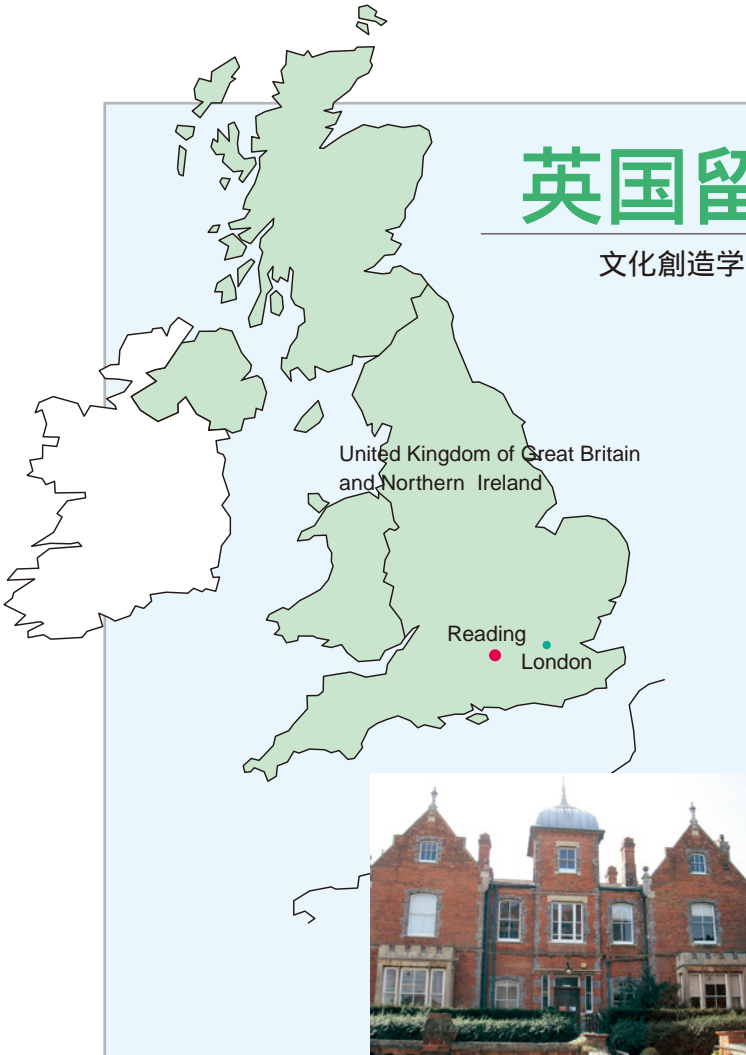 英国留
文化創造学
United Kingdom of Great Britain
and Northern Ireland
Reading
London